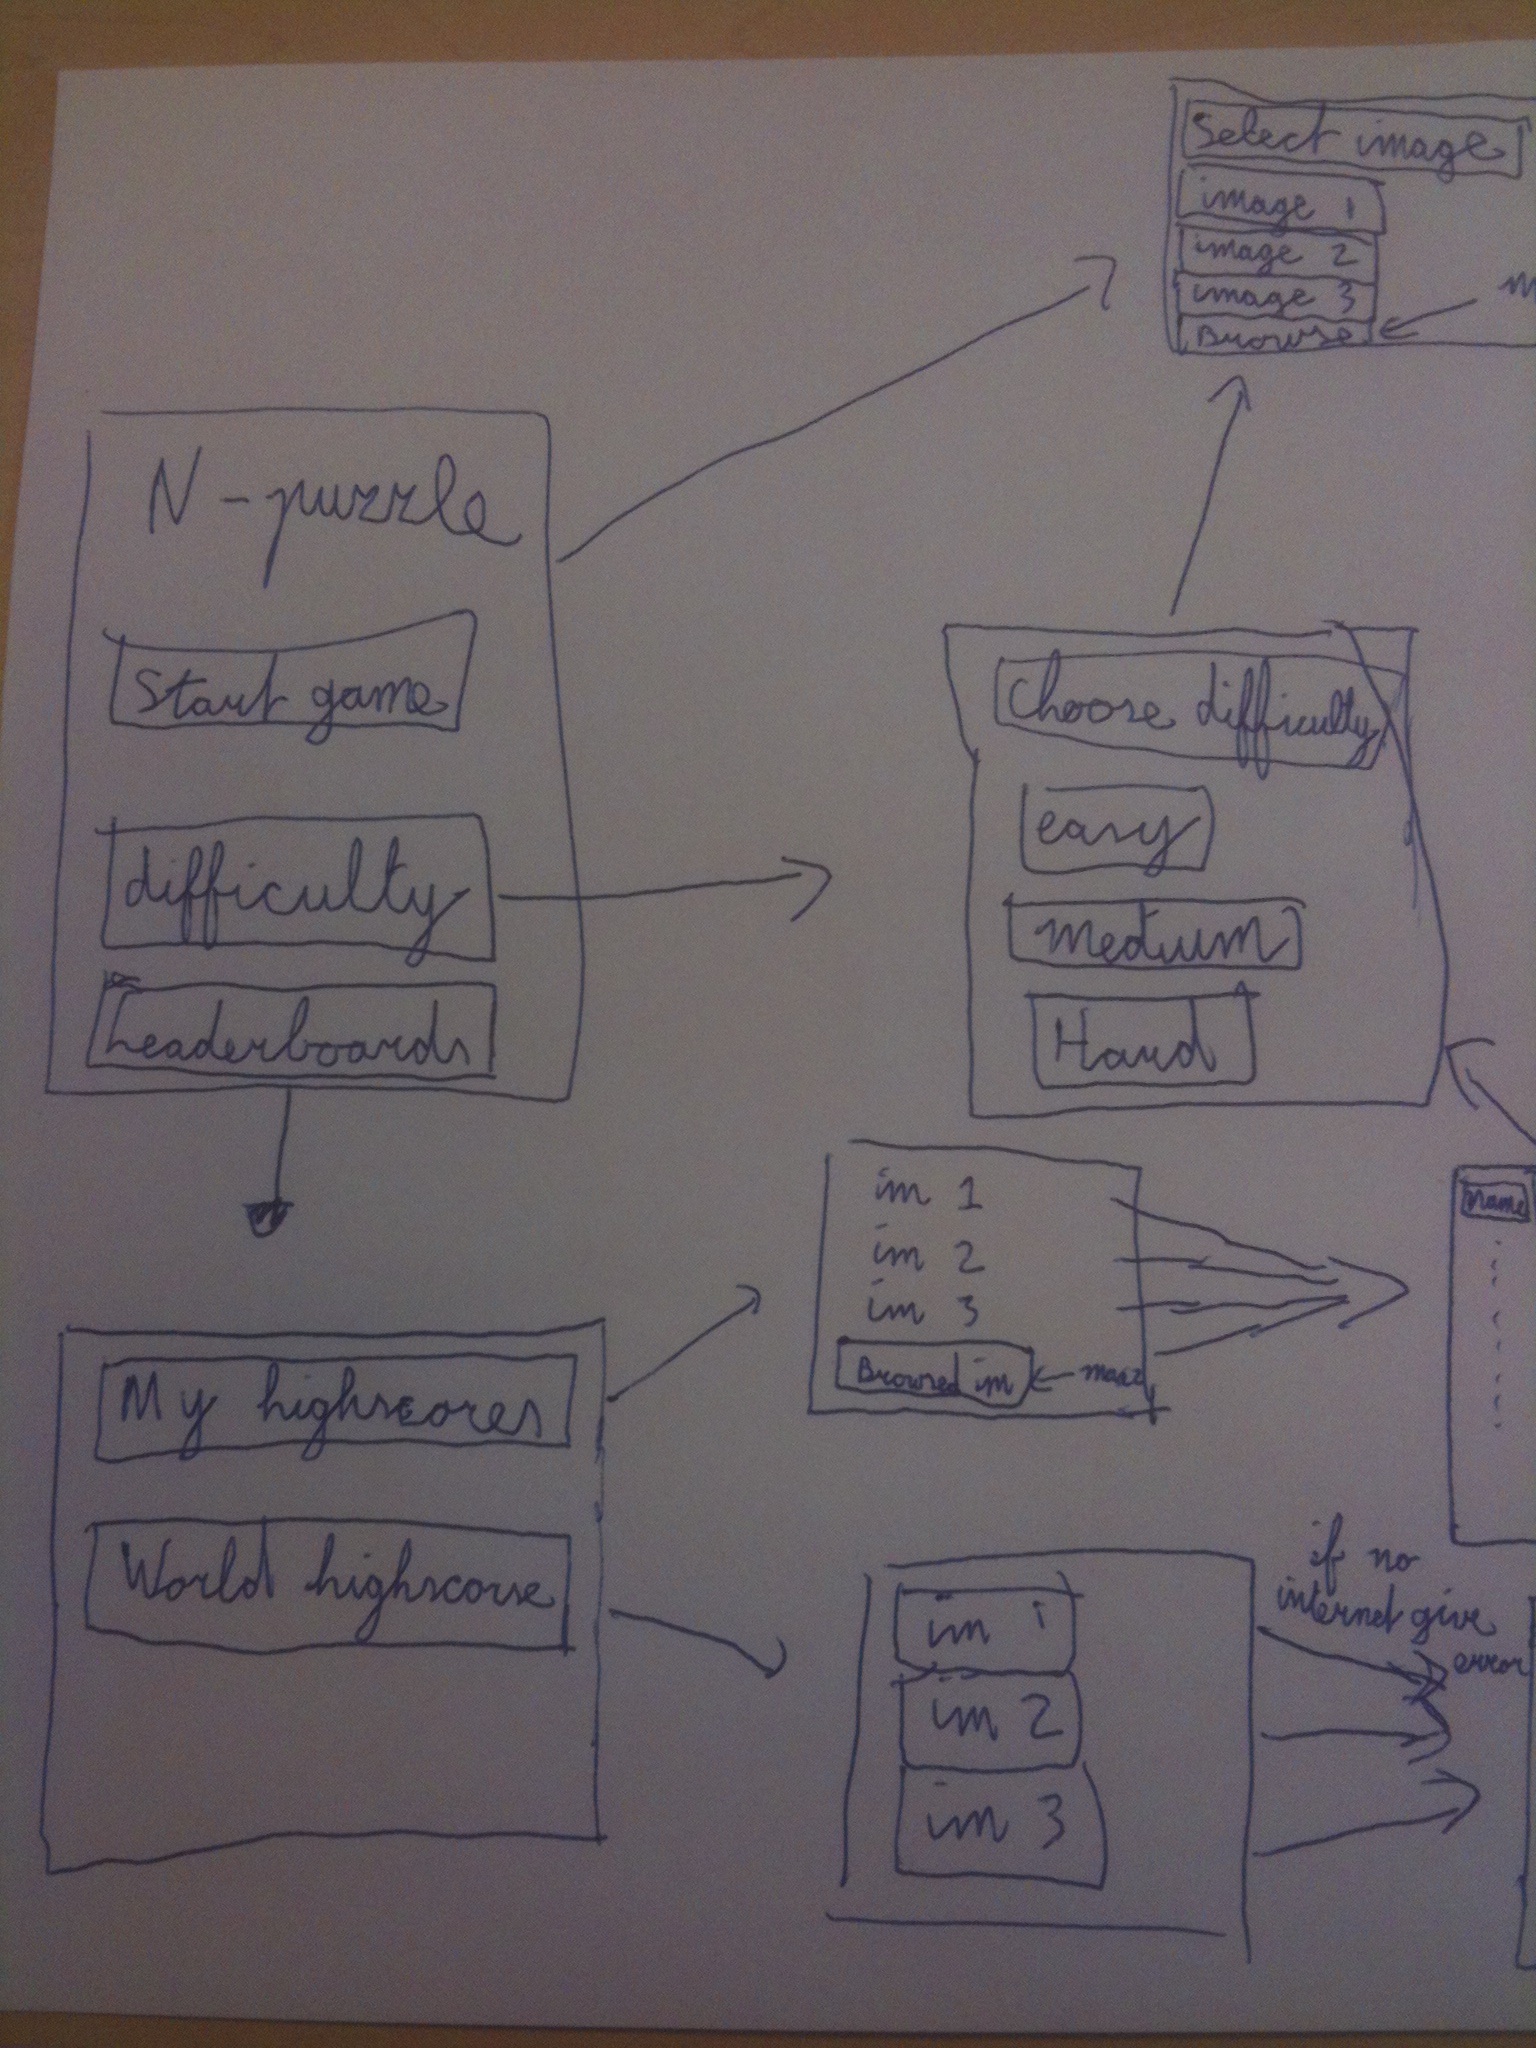 N-puzzle
Start game
difficulty
Leaderboards
Select image
image 1
image 2
image 3
Browse
Choose difficulty
easy
Medium
Hard
My highscores
World highscore
im 1
im 2
im 3
Browsed im
im 1
im 2
im 3
if no
internet give
error
Name